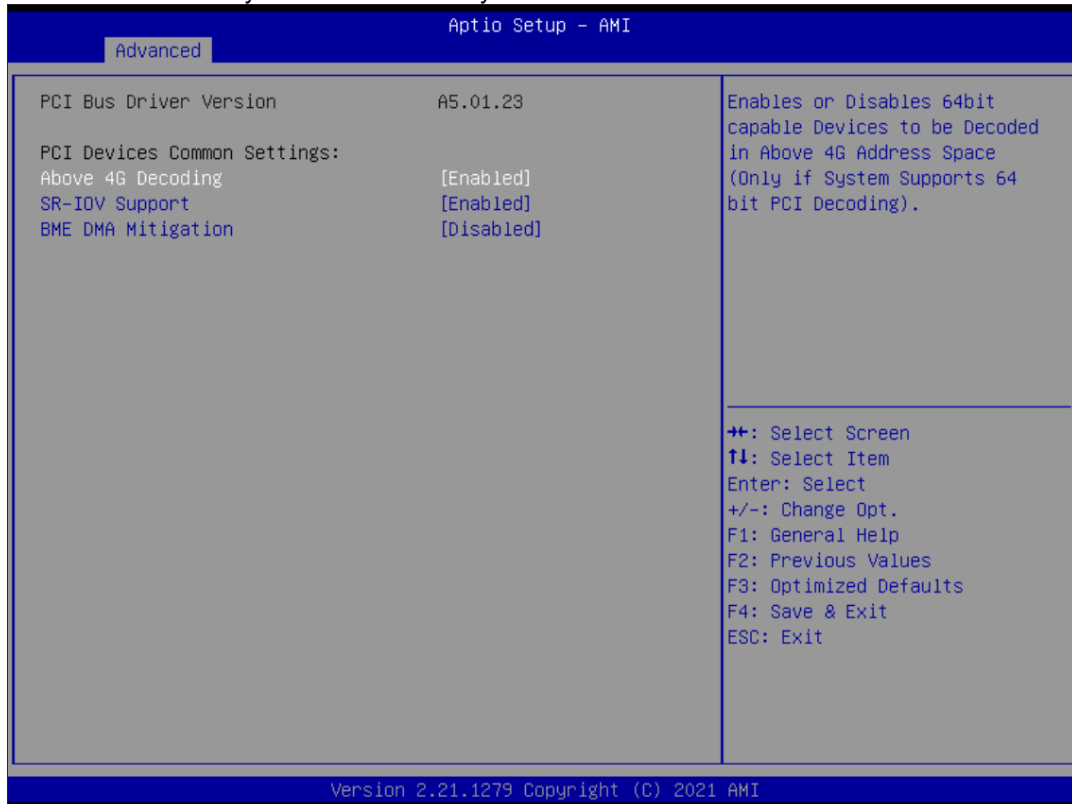 Aptio Setup – AMI
Advanced
PCI Bus Driver Version A5.01.23
PCI Devices Common Settings:
Above 4G Decoding [Enabled]
SR-IOV Support [Enabled]
BME DMA Mitigation [Disabled]
Enables or Disables 64bit
capable Devices to be Decoded
in Above 4G Address Space
(Only if System Supports 64
bit PCI Decoding).
→←: Select Screen
↑↓: Select Item
Enter: Select
+/-: Change Opt.
F1: General Help
F2: Previous Values
F3: Optimized Defaults
F4: Save & Exit
ESC: Exit
Version 2.21.1279 Copyright (C) 2021 AMI